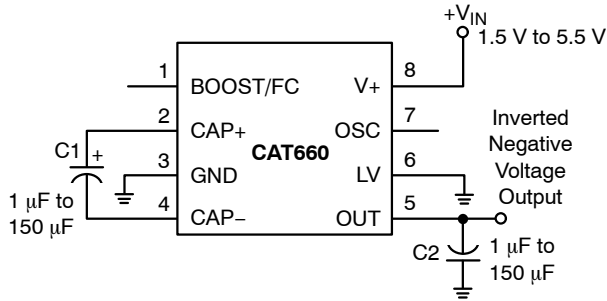 +VIN
1.5 V to 5.5 V
1
BOOST/FC
V+
8
2
CAP+
OSC
7
CAT660
C1
+
3
GND
LV
6
1 μF to
150 μF
4
CAP−
OUT
5
Inverted
Negative
Voltage
Output
C2
1 μF to
150 μF